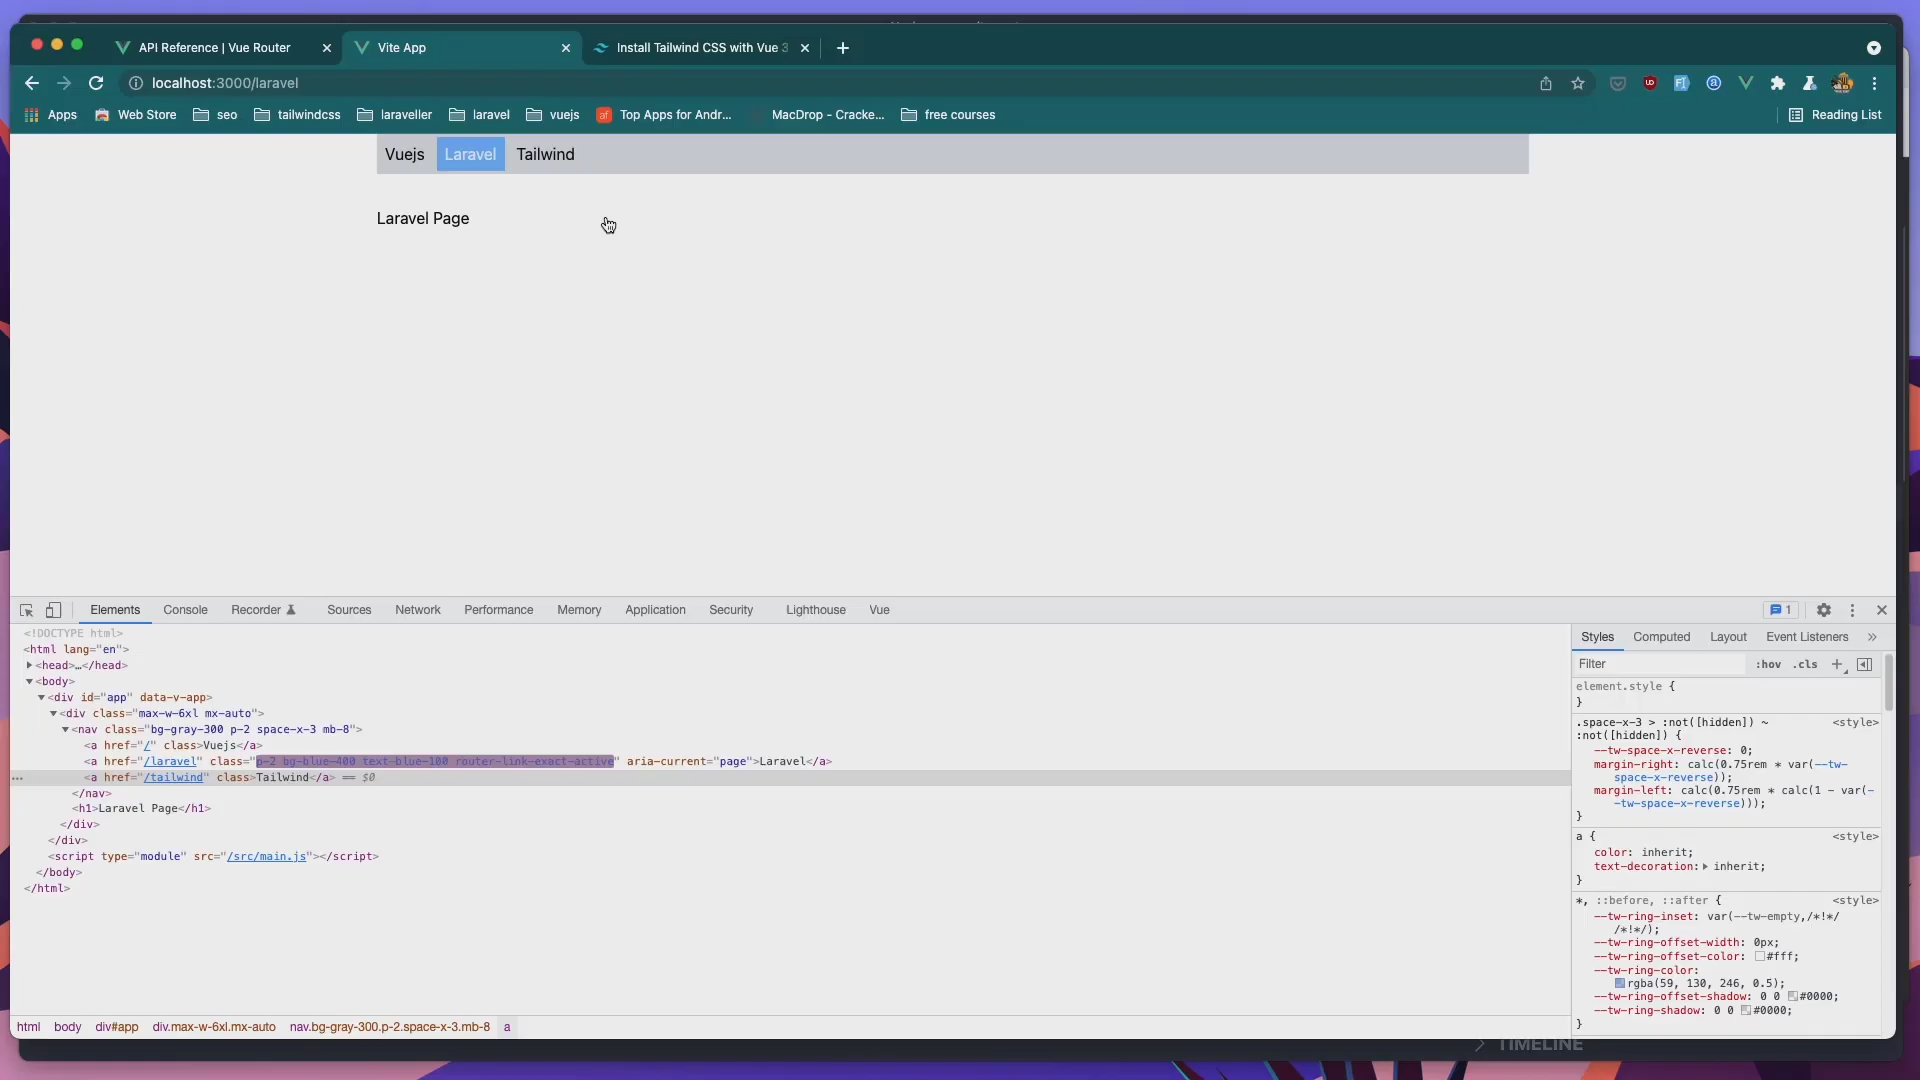 API Reference | Vue Router
Vite App
Install Tailwind CSS with Vue 3
localhost:3000/laravel
Apps
Web Store
seo
tailwindcss
laraveller
laravel
vuejs
Top Apps for Andr...
MacDrop - Cracke...
free courses
Reading List
Vuejs
Laravel
Tailwind
Laravel Page
Elements
Console
Recorder
Sources
Network
Performance
Memory
Application
Security
Lighthouse
Vue
1
<!DOCTYPE html>
<html lang="en">
<head>…</head>
<body>
<div id="app" data-v-app>
<div class="max-w-6xl mx-auto">
<nav class="bg-gray-300 p-2 space-x-3 mb-8">
<a href="/" class>Vuejs</a>
<a href="/laravel" class="p-2 bg-blue-400 text-blue-100 router-link-exact-active" aria-current="page">Laravel</a>
<a href="/tailwind" class>Tailwind</a> == $0
</nav>
<h1>Laravel Page</h1>
</div>
</div>
<script type="module" src="/src/main.js"></script>
</body>
</html>
html
body
div#app
div.max-w-6xl.mx-auto
nav.bg-gray-300.p-2.space-x-3.mb-8
a
Styles
Computed
Layout
Event Listeners
»
Filter
:hov
.cls
element.style {
}
.space-x-3 > :not([hidden]) ~ <style>
:not([hidden]) {
--tw-space-x-reverse: 0;
margin-right: calc(0.75rem * var(--tw-
space-x-reverse));
margin-left: calc(0.75rem * calc(1 - var(-
-tw-space-x-reverse)));
}
a { <style>
color: inherit;
text-decoration: inherit;
}
*, ::before, ::after { <style>
--tw-ring-inset: var(--tw-empty,/*!*/
/*!*/);
--tw-ring-offset-width: 0px;
--tw-ring-offset-color: #fff;
--tw-ring-color:
rgba(59, 130, 246, 0.5);
--tw-ring-offset-shadow: 0 0 #0000;
--tw-ring-shadow: 0 0 #0000;
}
TIMELINE